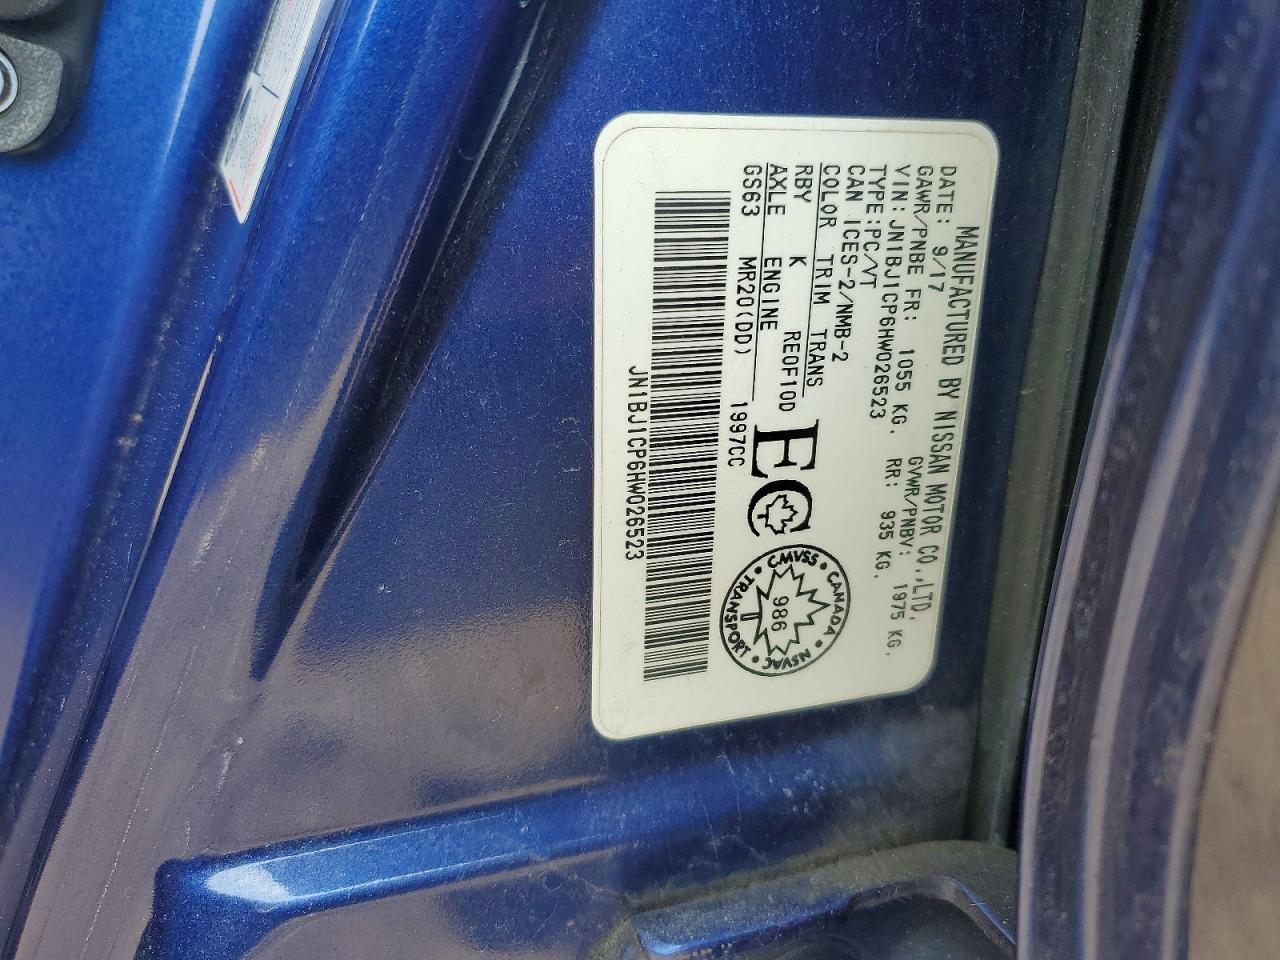 MANUFACTURED BY NISSAN MOTOR CO.,LTD.
DATE: 9/17 GVWR/PNBV: 1975 KG.
GAWR/PNBE FR: 1055 KG. RR: 935 KG.
VIN:JN1BJ1CP6HW026523
TYPE:PC/VT
CAN ICES-2/NMB-2
COLOR TRIM TRANS
RBY K RE0F10D
AXLE ENGINE
GS63 MR20(DD) 1997CC
EC
CANADA • NSVAC • TRANSPORT • CMVSS •
986
JN1BJ1CP6HW026523